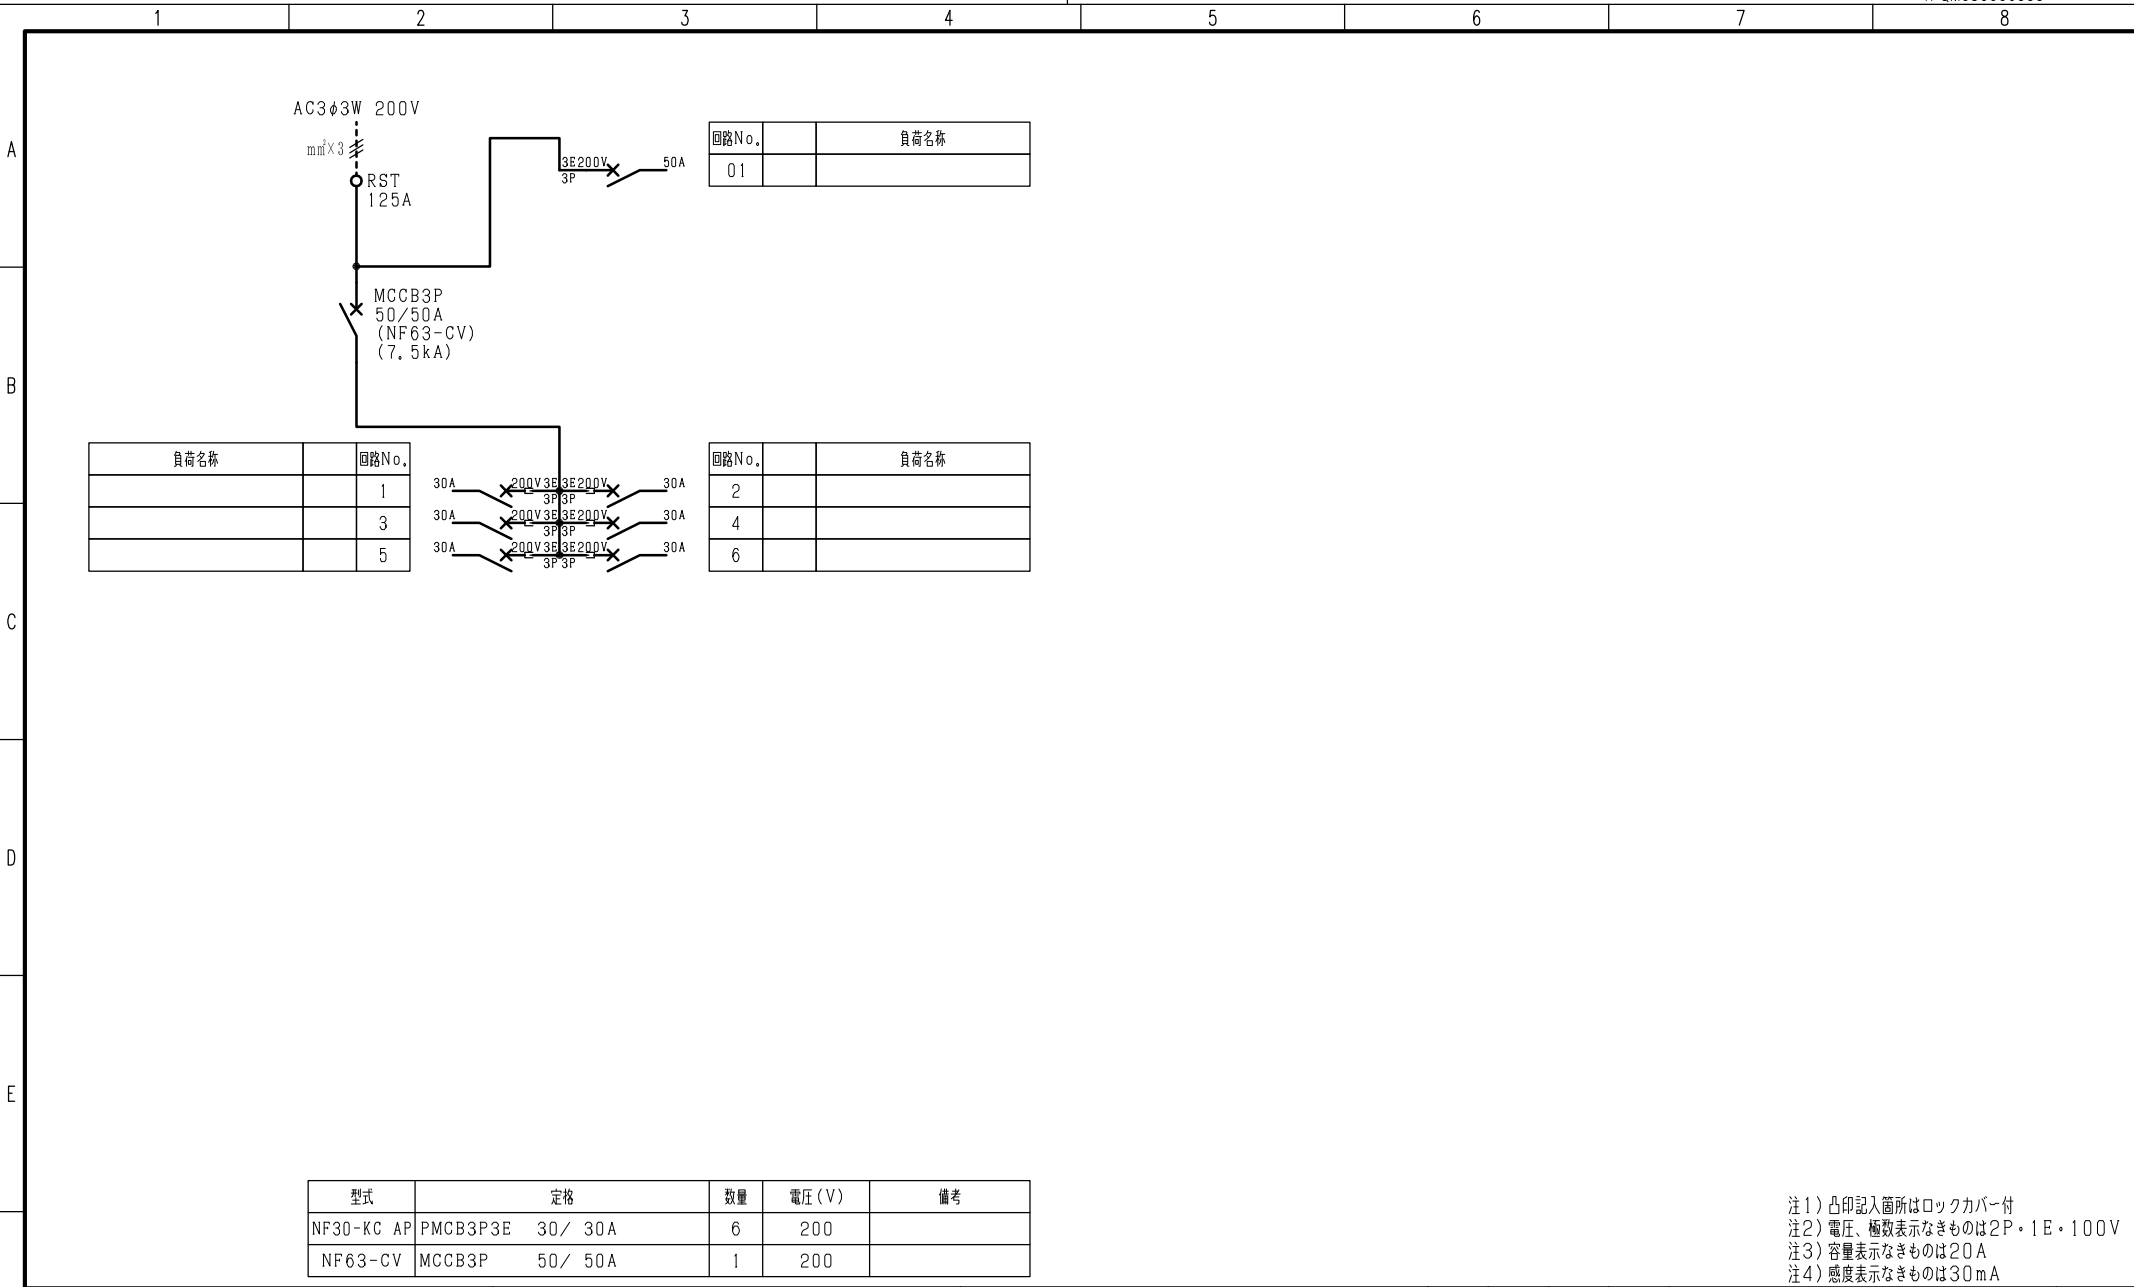 1 2 3 4 5 6 7 8
A
B
C
D
E
AC3φ3W 200V
mm²×3
RST
125A
3E200V
3P
50A
回路No. 負荷名称
01
MCCB3P
50/50A
(NF63-CV)
(7.5kA)
負荷名称 回路No.
1
3
5
30A 200V3E 3E200V 30A
3P 3P
30A 200V3E 3E200V 30A
3P 3P
30A 200V3E 3E200V 30A
3P 3P
回路No. 負荷名称
2
4
6
型式 定格 数量 電圧(V) 備考
NF30-KC AP PMCB3P3E 30/ 30A 6 200
NF63-CV MCCB3P 50/ 50A 1 200
注1)凸印記入箇所はロックカバー付
注2)電圧、極数表示なきものは2P・1E・100V
注3)容量表示なきものは20A
注4)感度表示なきものは30mA